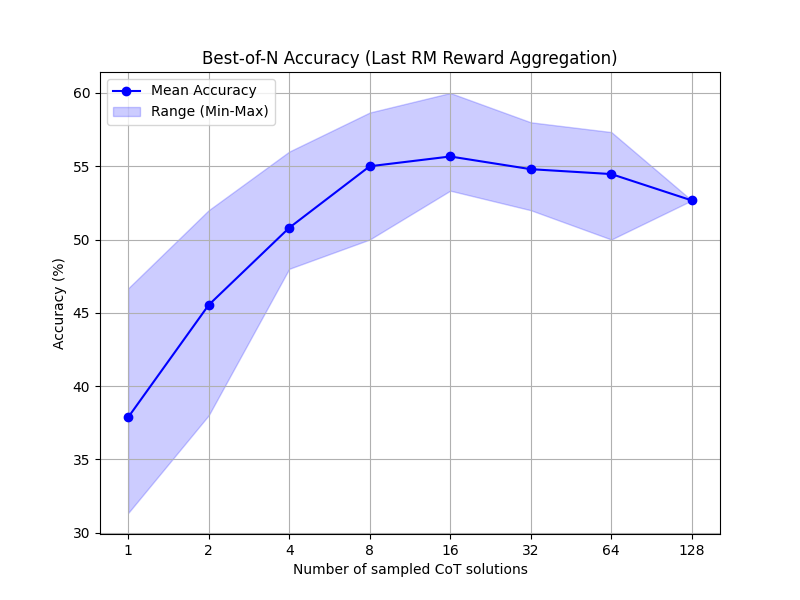 Best-of-N Accuracy (Last RM Reward Aggregation)
Mean Accuracy
Range (Min-Max)
Accuracy (%)
60
55
50
45
40
35
30
1 2 4 8 16 32 64 128
Number of sampled CoT solutions